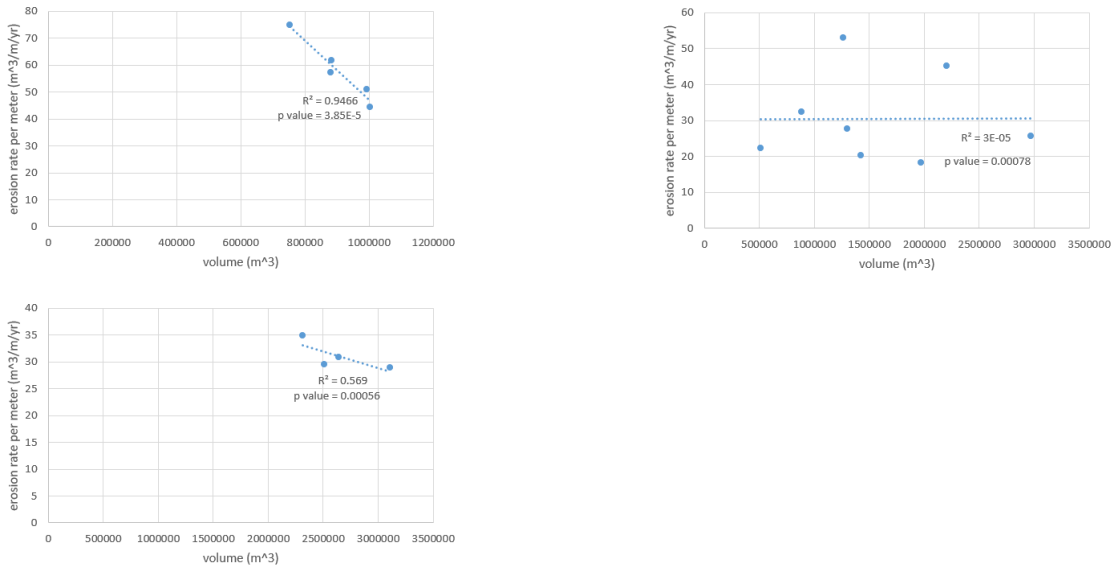 80
70
60
50
40
30
20
10
0
erosion rate per meter (m^3/m/yr)
R² = 0.9466
p value = 3.85E-5
0 200000 400000 600000 800000 1000000 1200000
volume (m^3)
60
50
40
30
20
10
0
erosion rate per meter (m^3/m/yr)
R² = 3E-05
p value = 0.00078
0 500000 1000000 1500000 2000000 2500000 3000000 3500000
volume (m^3)
40
35
30
25
20
15
10
5
0
erosion rate per meter (m^3/m/yr)
R² = 0.569
p value = 0.00056
0 500000 1000000 1500000 2000000 2500000 3000000 3500000
volume (m^3)